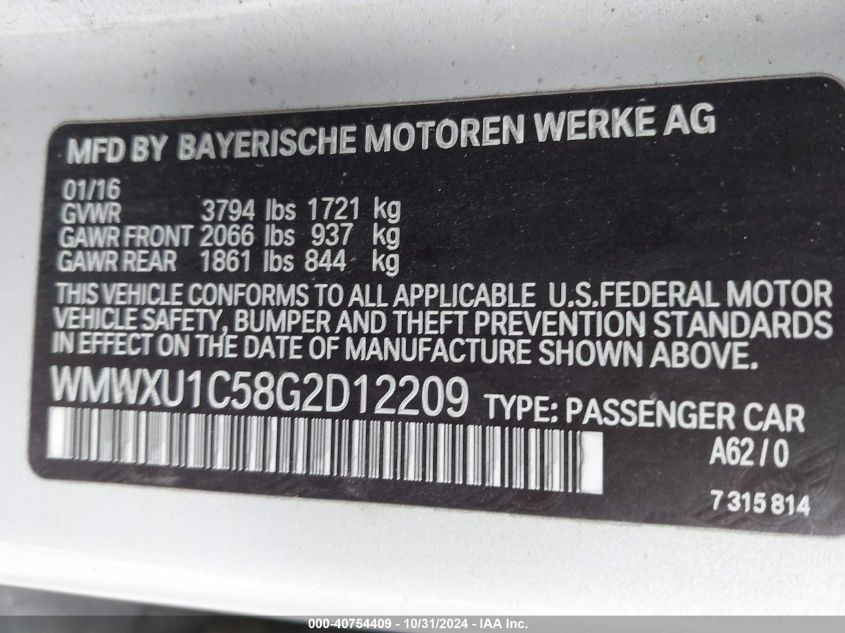 MFD BY BAYERISCHE MOTOREN WERKE AG
01/16
GVWR 3794 lbs 1721 kg
GAWR FRONT 2066 lbs 937 kg
GAWR REAR 1861 lbs 844 kg
THIS VEHICLE CONFORMS TO ALL APPLICABLE U.S.FEDERAL MOTOR
VEHICLE SAFETY, BUMPER AND THEFT PREVENTION STANDARDS
IN EFFECT ON THE DATE OF MANUFACTURE SHOWN ABOVE.
WMWXU1C58G2D12209 TYPE: PASSENGER CAR
A62/0
7315814
000-40754409 - 10/31/2024 - IAA Inc.